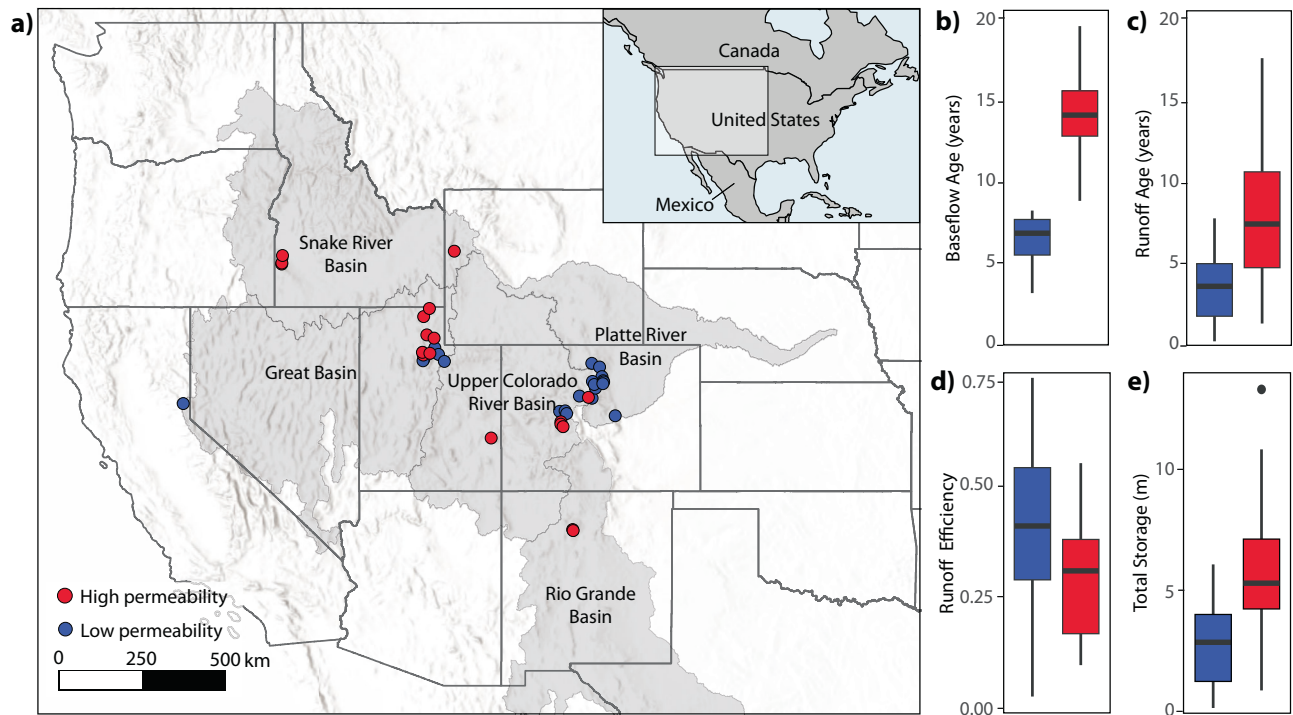 a)
Canada
United States
Mexico
Snake River
Basin
Platte River
Basin
Great Basin
Upper Colorado
River Basin
Rio Grande
Basin
High permeability
Low permeability
0 250 500 km
b)
Baseflow Age (years)
20
15
10
5
0
c)
Runoff Age (years)
20
15
10
5
0
d)
Runoff Efficiency
0.75
0.50
0.25
0.00
e)
Total Storage (m)
10
5
0